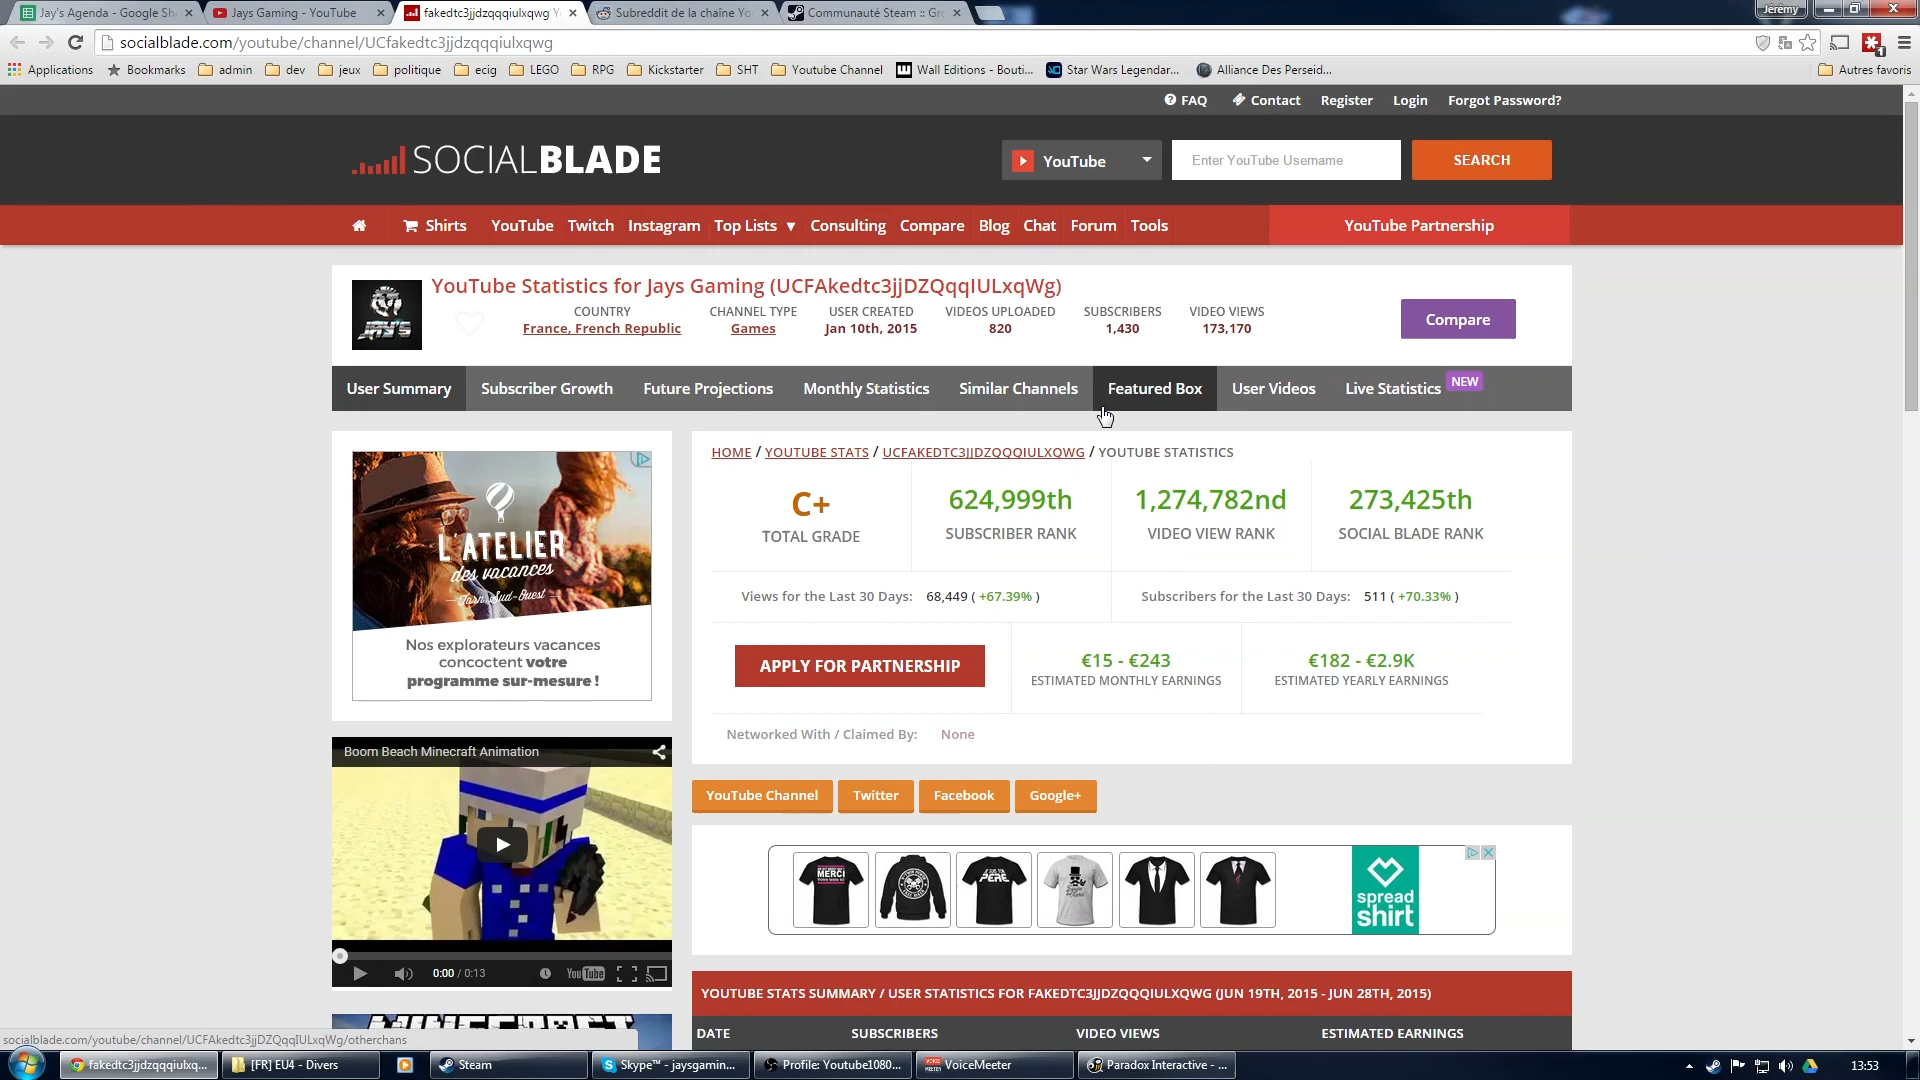 Jay's Agenda - Google She
Jays Gaming - YouTube
fakedtc3jjdzqqqiulxqwg Y
Subreddit de la chaîne Yo
Communauté Steam :: Gro
Jérémy
socialblade.com/youtube/channel/UCfakedtc3jjdzqqqiulxqwg
Applications
Bookmarks
admin
dev
jeux
politique
ecig
LEGO
RPG
Kickstarter
SHT
Youtube Channel
Wall Editions - Bouti...
Star Wars Legendar...
Alliance Des Perseid...
Autres favoris
FAQ
Contact
Register
Login
Forgot Password?
SOCIALBLADE
YouTube
Enter YouTube Username
SEARCH
Shirts
YouTube
Twitch
Instagram
Top Lists ▼
Consulting
Compare
Blog
Chat
Forum
Tools
YouTube Partnership
JAY'S
YouTube Statistics for Jays Gaming (UCFAkedtc3jjDZQqqIULxqWg)
COUNTRY
CHANNEL TYPE
USER CREATED
VIDEOS UPLOADED
SUBSCRIBERS
VIDEO VIEWS
France, French Republic
Games
Jan 10th, 2015
820
1,430
173,170
Compare
User Summary
Subscriber Growth
Future Projections
Monthly Statistics
Similar Channels
Featured Box
User Videos
Live Statistics
NEW
HOME / YOUTUBE STATS / UCFAKEDTC3JJDZQQQIULXQWG / YOUTUBE STATISTICS
C+
TOTAL GRADE
624,999th
SUBSCRIBER RANK
1,274,782nd
VIDEO VIEW RANK
273,425th
SOCIAL BLADE RANK
Views for the Last 30 Days: 68,449 ( +67.39% )
Subscribers for the Last 30 Days: 511 ( +70.33% )
APPLY FOR PARTNERSHIP
€15 - €243
ESTIMATED MONTHLY EARNINGS
€182 - €2.9K
ESTIMATED YEARLY EARNINGS
Networked With / Claimed By: None
L'ATELIER
des vacances
Tarn, Sud-Ouest
Nos explorateurs vacances
concoctent votre
programme sur-mesure !
Boom Beach Minecraft Animation
0:00 / 0:13
YouTube
YouTube Channel
Twitter
Facebook
Google+
MERCI
PÈRE
spread
shirt
YOUTUBE STATS SUMMARY / USER STATISTICS FOR FAKEDTC3JJDZQQQIULXQWG (JUN 19TH, 2015 - JUN 28TH, 2015)
DATE
SUBSCRIBERS
VIDEO VIEWS
ESTIMATED EARNINGS
MINECRAFT
socialblade.com/youtube/channel/UCFAkedtc3jjDZQqqIULxqWg/otherchans
fakedtc3jjdzqqqiulxq...
[FR] EU4 - Divers
Steam
Skype™ - jaysgamin...
Profile: Youtube1080...
VoiceMeeter
Paradox Interactive - ...
13:53